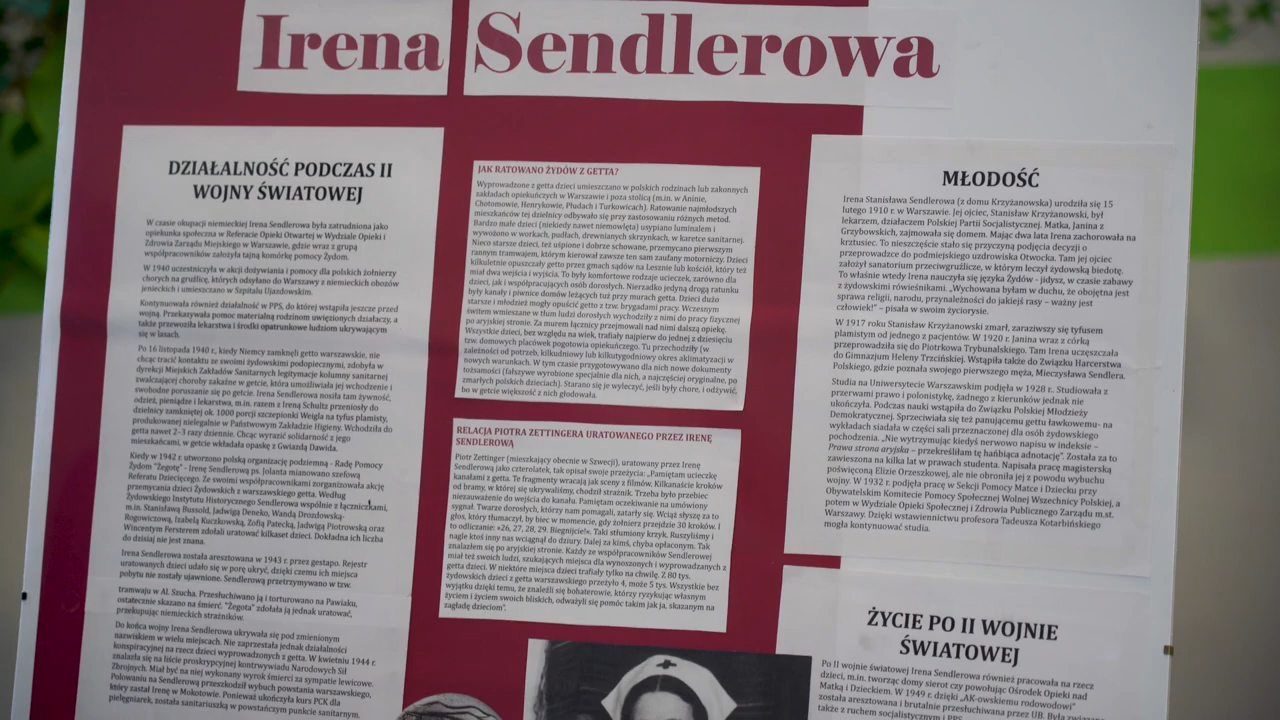 Irena Sendlerowa
DZIAŁALNOŚĆ PODCZAS II
WOJNY ŚWIATOWEJ
W czasie okupacji niemieckiej Irena Sendlerowa była zatrudniona jako
opiekunka społeczna w Referacie Opieki Otwartej w Wydziale Opieki i
Zdrowia Zarządu Miejskiego w Warszawie, gdzie wraz z grupą
współpracowników założyła tajną komórkę pomocy Żydom.
W 1940 uczestniczyła w akcji dożywiania i pomocy dla polskich żołnierzy
chorych na gruźlicę, których odsyłano do Warszawy z niemieckich obozów
jenieckich i umieszczano w Szpitalu Ujazdowskim.
Kontynuowała również działalność w PPS, do której wstąpiła jeszcze przed
wojną. Przekazywała pomoc materialną rodzinom uwięzionych działaczy, a
także przewoziła lekarstwa i środki opatrunkowe ludziom ukrywającym
się w lasach.
Po 16 listopada 1940 r., kiedy Niemcy zamknęli getto warszawskie, nie
chcąc tracić kontaktu ze swoimi żydowskimi podopiecznymi, zdobyła w
dyrekcji Miejskich Zakładów Sanitarnych legitymacje kolumny sanitarnej
zwalczającej choroby zakaźne w getcie, która umożliwiała jej wchodzenie i
swobodne poruszanie się po getcie. Irena Sendlerowa nosiła tam żywność,
odzież, pieniądze i lekarstwa, m.in. razem z Ireną Schultz przeniosły do
dzielnicy zamkniętej ok. 1000 porcji szczepionki Weigla na tyfus plamisty,
produkowanej nielegalnie w Państwowym Zakładzie Higieny. Wchodziła do
getta nawet 2–3 razy dziennie. Chcąc wyrazić solidarność z jego
mieszkańcami, w getcie wkładała opaskę z Gwiazdą Dawida.
Kiedy w 1942 r. utworzono polską organizację podziemną - Radę Pomocy
Żydom "Żegotę" - Irenę Sendlerową ps. Jolanta mianowano szefową
Referatu Dziecięcego. Ze swoimi współpracownikami zorganizowała akcję
przemycania dzieci Żydowskich z warszawskiego getta. Według
Żydowskiego Instytutu Historycznego Sendlerowa wspólnie z łączniczkami,
m.in. Stanisławą Bussold, Jadwigą Deneko, Wandą Drozdowską-
Rogowiczową, Izabelą Kuczkowską, Zofią Patecką, Jadwigą Piotrowską oraz
Wincentym Fersterem zdołali uratować kilkaset dzieci. Dokładna ich liczba
do dzisiaj nie jest znana.
Irena Sendlerowa została aresztowana w 1943 r. przez gestapo. Rejestr
uratowanych dzieci udało się w porę ukryć, dzięki czemu ich miejsca
pobytu nie zostały ujawnione. Sendlerową przetrzymywano w tzw.
tramwaju w Al. Szucha. Przesłuchiwano ją i torturowano na Pawiaku,
ostatecznie skazano na śmierć. "Żegota" zdołała ją jednak uratować,
przekupując niemieckich strażników.
Do końca wojny Irena Sendlerowa ukrywała się pod zmienionym
nazwiskiem w wielu miejscach. Nie zaprzestała jednak działalności
konspiracyjnej na rzecz dzieci wyprowadzonych z getta. W kwietniu 1944 r.
znalazła się na liście proskrypcyjnej kontrwywiadu Narodowych Sił
Zbrojnych. Miał być na niej wykonany wyrok śmierci za sympatie lewicowe.
Polowaniu na Sendlerową przeszkodził wybuch powstania warszawskiego,
który zastał Irenę w Mokotowie. Ponieważ ukończyła kurs PCK dla
pielęgniarek, została sanitariuszką w powstańczym punkcie sanitarnym.
JAK RATOWANO ŻYDÓW Z GETTA?
Wyprowadzone z getta dzieci umieszczano w polskich rodzinach lub zakonnych
zakładach opiekuńczych w Warszawie i poza stolicą (m.in. w Aninie,
Chotomowie, Henrykowie, Płudach i Turkowicach). Ratowanie najmłodszych
mieszkańców tej dzielnicy odbywało się przy zastosowaniu różnych metod.
Bardzo małe dzieci (niekiedy nawet niemowlęta) usypiano luminalem i
wywożono w workach, pudłach, drewnianych skrzynkach, w karetce sanitarnej.
Nieco starsze dzieci, też uśpione i dobrze schowane, przemycano pierwszym
rannym tramwajem, którym kierował zawsze ten sam zaufany motorniczy. Dzieci
kilkuletnie opuszczały getto przez gmach sądów na Lesznie lub kościół, który też
miał dwa wejścia i wyjścia. To były komfortowe rodzaje ucieczek, zarówno dla
dzieci, jak i współpracujących osób dorosłych. Nierzadko jedyną drogą ratunku
były kanały i piwnice domów leżących tuż przy murach getta. Dzieci dużo
starsze i młodzież mogły opuścić getto z tzw. brygadami pracy. Wczesnym
świtem wmieszane w tłum ludzi dorosłych wychodziły z nimi do pracy fizycznej
po aryjskiej stronie. Za murem łącznicy przejmowali nad nimi dalszą opiekę.
Wszystkie dzieci, bez względu na wiek, trafiały najpierw do jednej z dziesięciu
tzw. domowych placówek pogotowia opiekuńczego. Tu przechodziły (w
zależności od potrzeb, kilkudniowy lub kilkutygodniowy okres aklimatyzacji w
nowych warunkach. W tym czasie przygotowywano dla nich nowe dokumenty
tożsamości (fałszywe wyrobione specjalnie dla nich, a najczęściej oryginalne, po
zmarłych polskich dzieciach). Starano się je wyleczyć, jeśli były chore, i odżywić,
bo w getcie większość z nich głodowała.
RELACJA PIOTRA ZETTINGERA URATOWANEGO PRZEZ IRENĘ
SENDLEROWĄ
Piotr Zettinger (mieszkający obecnie w Szwecji), uratowany przez Irenę
Sendlerową jako czterolatek, tak opisał swoje przeżycia: „Pamiętam ucieczkę
kanałami z getta. Te fragmenty wracają jak sceny z filmów. Kilkanaście kroków
od bramy, w której się ukrywaliśmy, chodził strażnik. Trzeba było przebiec
niezauważenie do wejścia do kanału. Pamiętam oczekiwanie na umówiony
sygnał. Twarze dorosłych, którzy nam pomagali, zatarły się. Wciąż słyszę za to
głos, który tłumaczył, by biec w momencie, gdy żołnierz przejdzie 30 kroków. I
to odliczanie: »26, 27, 28, 29. Biegnijcie!«. Taki stłumiony krzyk. Ruszyliśmy i
nagle ktoś inny nas wciągnął do dziury. Dalej za kimś, chyba opłaconym. Tak
znalazłem się po aryjskiej stronie. Każdy ze współpracowników Sendlerowej
miał też swoich ludzi, szukających miejsca dla wynoszonych i wyprowadzonych z
getta dzieci. W niektóre miejsca dzieci trafiały tylko na chwilę. Z 80 tys.
żydowskich dzieci z getta warszawskiego przeżyło 4, może 5 tys. Wszystkie bez
wyjątku dzięki temu, że znaleźli się bohaterowie, którzy ryzykując własnym
życiem i życiem swoich bliskich, odważyli się pomóc takim jak ja, skazanym na
zagładę dzieciom".
MŁODOŚĆ
Irena Stanisława Sendlerowa (z domu Krzyżanowska) urodziła się 15
lutego 1910 r. w Warszawie. Jej ojciec, Stanisław Krzyżanowski, był
lekarzem, działaczem Polskiej Partii Socjalistycznej. Matka, Janina z
Grzybowskich, zajmowała się domem. Mając dwa lata Irena zachorowała na
krztusiec. To nieszczęście stało się przyczyną podjęcia decyzji o
przeprowadzce do podmiejskiego uzdrowiska Otwocka. Tam jej ojciec
założył sanatorium przeciwgruźlicze, w którym leczył żydowską biedotę.
To właśnie wtedy Irena nauczyła się języka Żydów - jidysz, w czasie zabawy
z żydowskimi rówieśnikami. „Wychowana byłam w duchu, że obojętna jest
sprawa religii, narodu, przynależności do jakiejś rasy – ważny jest
człowiek!" – pisała w swoim życiorysie.
W 1917 roku Stanisław Krzyżanowski zmarł, zaraziwszy się tyfusem
plamistym od jednego z pacjentów. W 1920 r. Janina wraz z córką
przeprowadziła się do Piotrkowa Trybunalskiego. Tam Irena uczęszczała
do Gimnazjum Heleny Trzcińskiej. Wstąpiła także do Związku Harcerstwa
Polskiego, gdzie poznała swojego pierwszego męża, Mieczysława Sendlera.
Studia na Uniwersytecie Warszawskim podjęła w 1928 r. Studiowała z
przerwami prawo i polonistykę, żadnego z kierunków jednak nie
ukończyła. Podczas nauki wstąpiła do Związku Polskiej Młodzieży
Demokratycznej. Sprzeciwiała się też panującemu gettu ławkowemu- na
wykładach siadała w części sali przeznaczonej dla osób żydowskiego
pochodzenia. „Nie wytrzymując kiedyś nerwowo napisu w indeksie –
Prawa strona aryjska – przekreśliłam tę hańbiąca adnotację". Została za to
zawieszona na kilka lat w prawach studenta. Napisała pracę magisterską
poświęconą Elizie Orzeszkowej, ale nie obroniła jej z powodu wybuchu
wojny. W 1932 r. podjęła pracę w Sekcji Pomocy Matce i Dziecku przy
Obywatelskim Komitecie Pomocy Społecznej Wolnej Wszechnicy Polskiej, a
potem w Wydziale Opieki Społecznej i Zdrowia Publicznego Zarządu m.st.
Warszawy. Dzięki wstawiennictwu profesora Tadeusza Kotarbińskiego
mogła kontynuować studia.
ŻYCIE PO II WOJNIE
ŚWIATOWEJ
Po II wojnie światowej Irena Sendlerowa również pracowała na rzecz
dzieci, m.in. tworząc domy sierot czy powołując Ośrodek Opieki nad
Matką i Dzieckiem. W 1949 r. dzięki „AK-owskiemu rodowodowi"
została aresztowana i brutalnie przesłuchiwana przez UB. Była
także z ruchem socjalistycznym i PPS